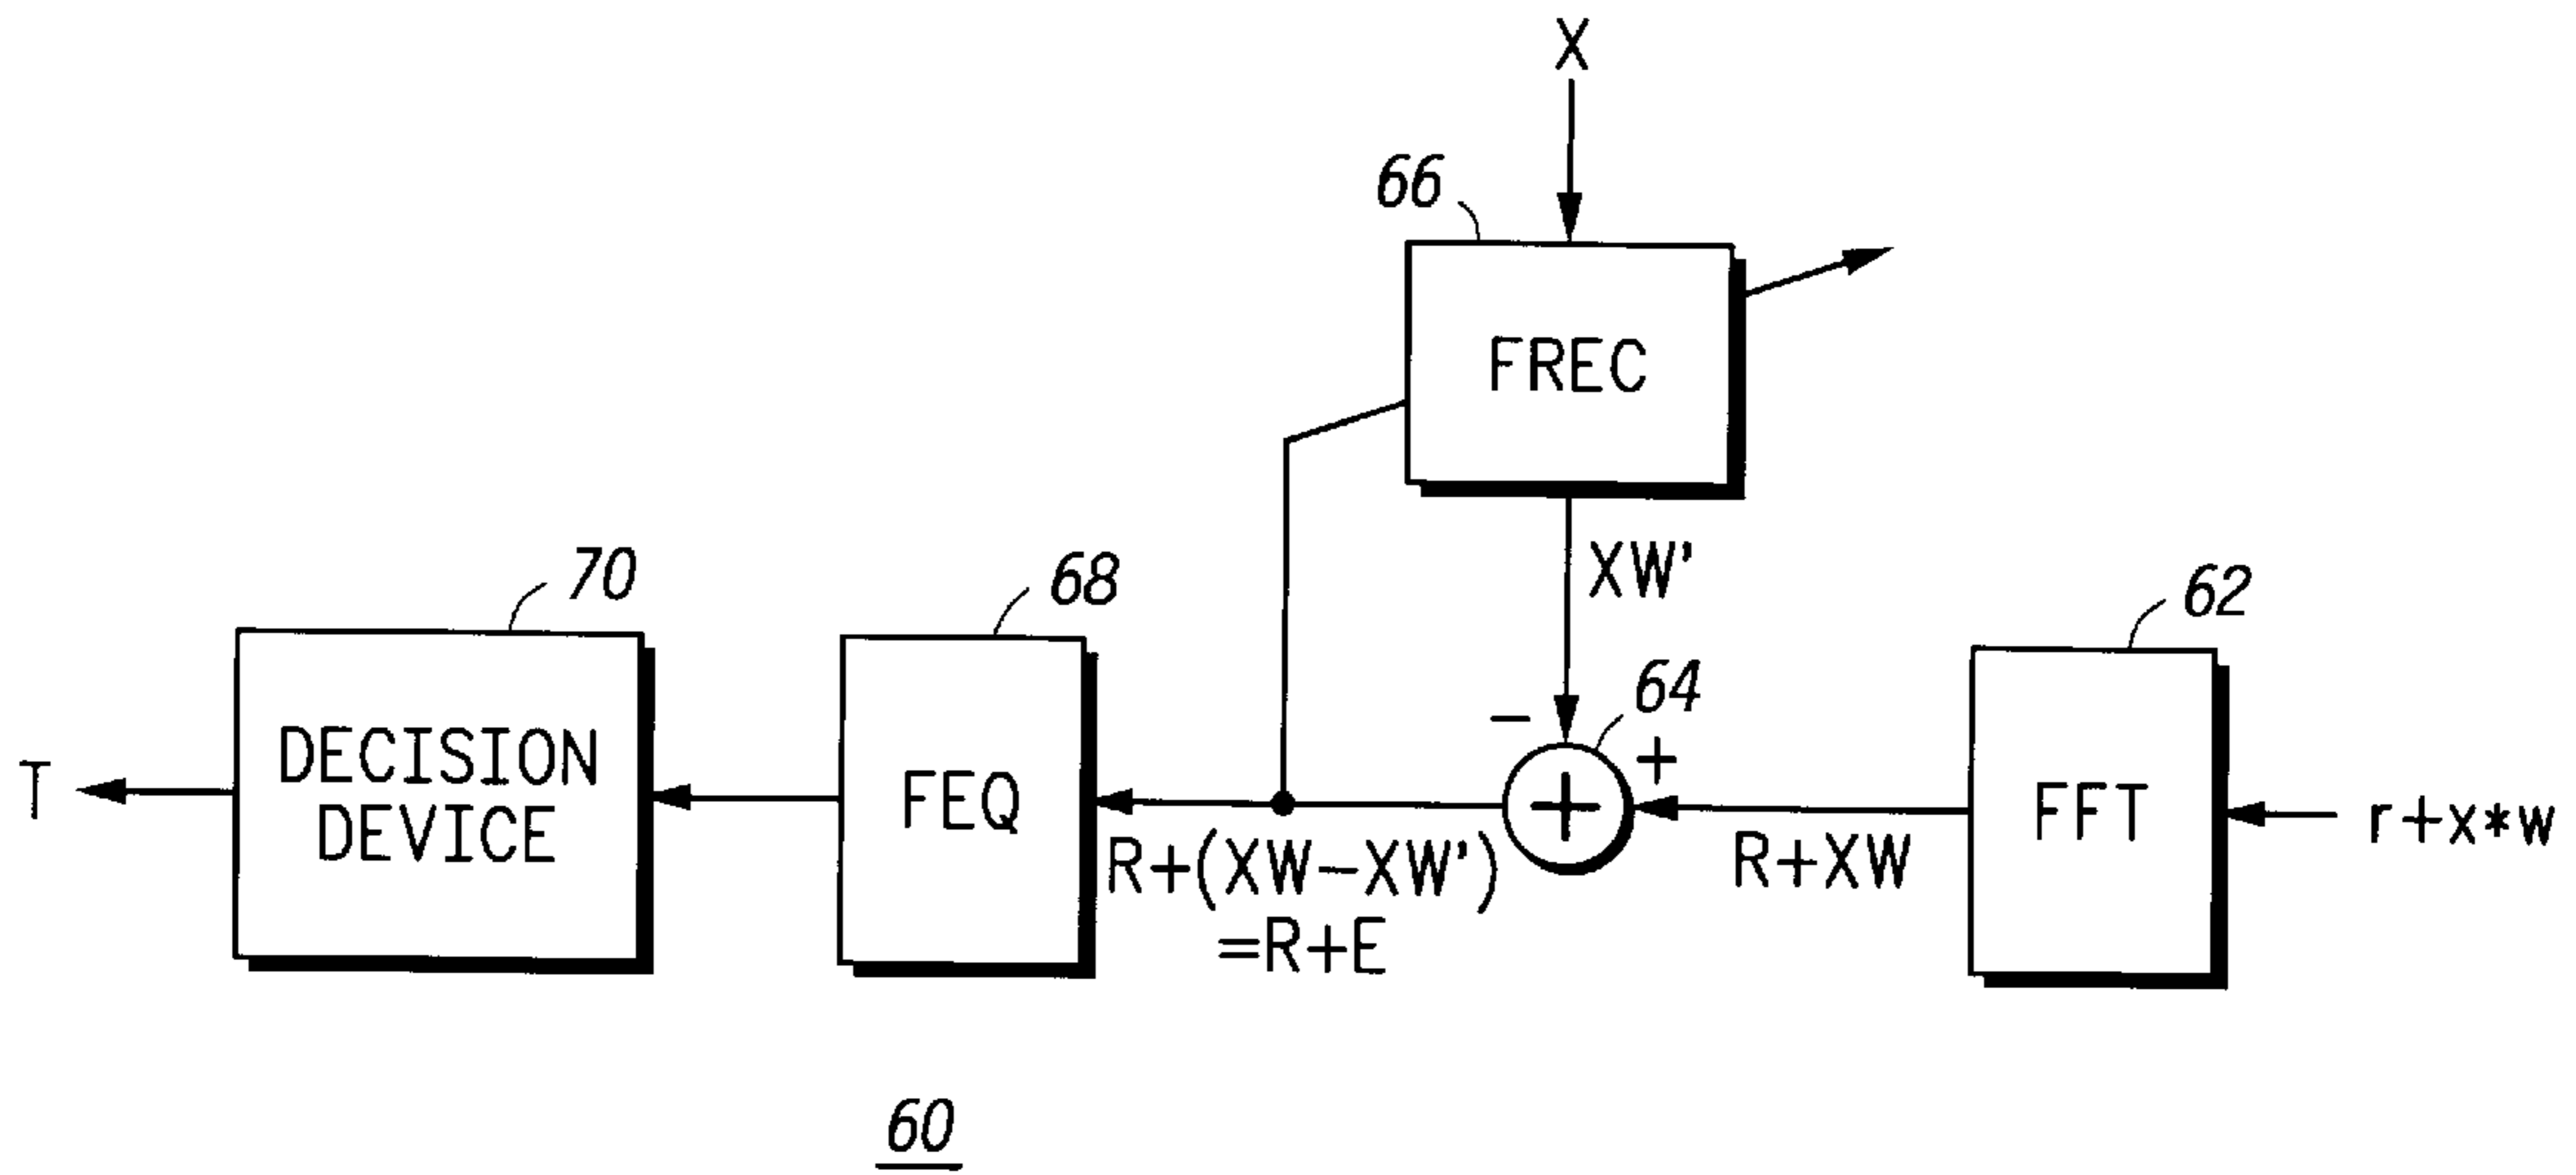 X
66
FREC
XW'
70
68
62
64
−
+
T
DECISION
DEVICE
FEQ
+
FFT
r+x*w
R+(XW−XW')
=R+E
R+XW
60